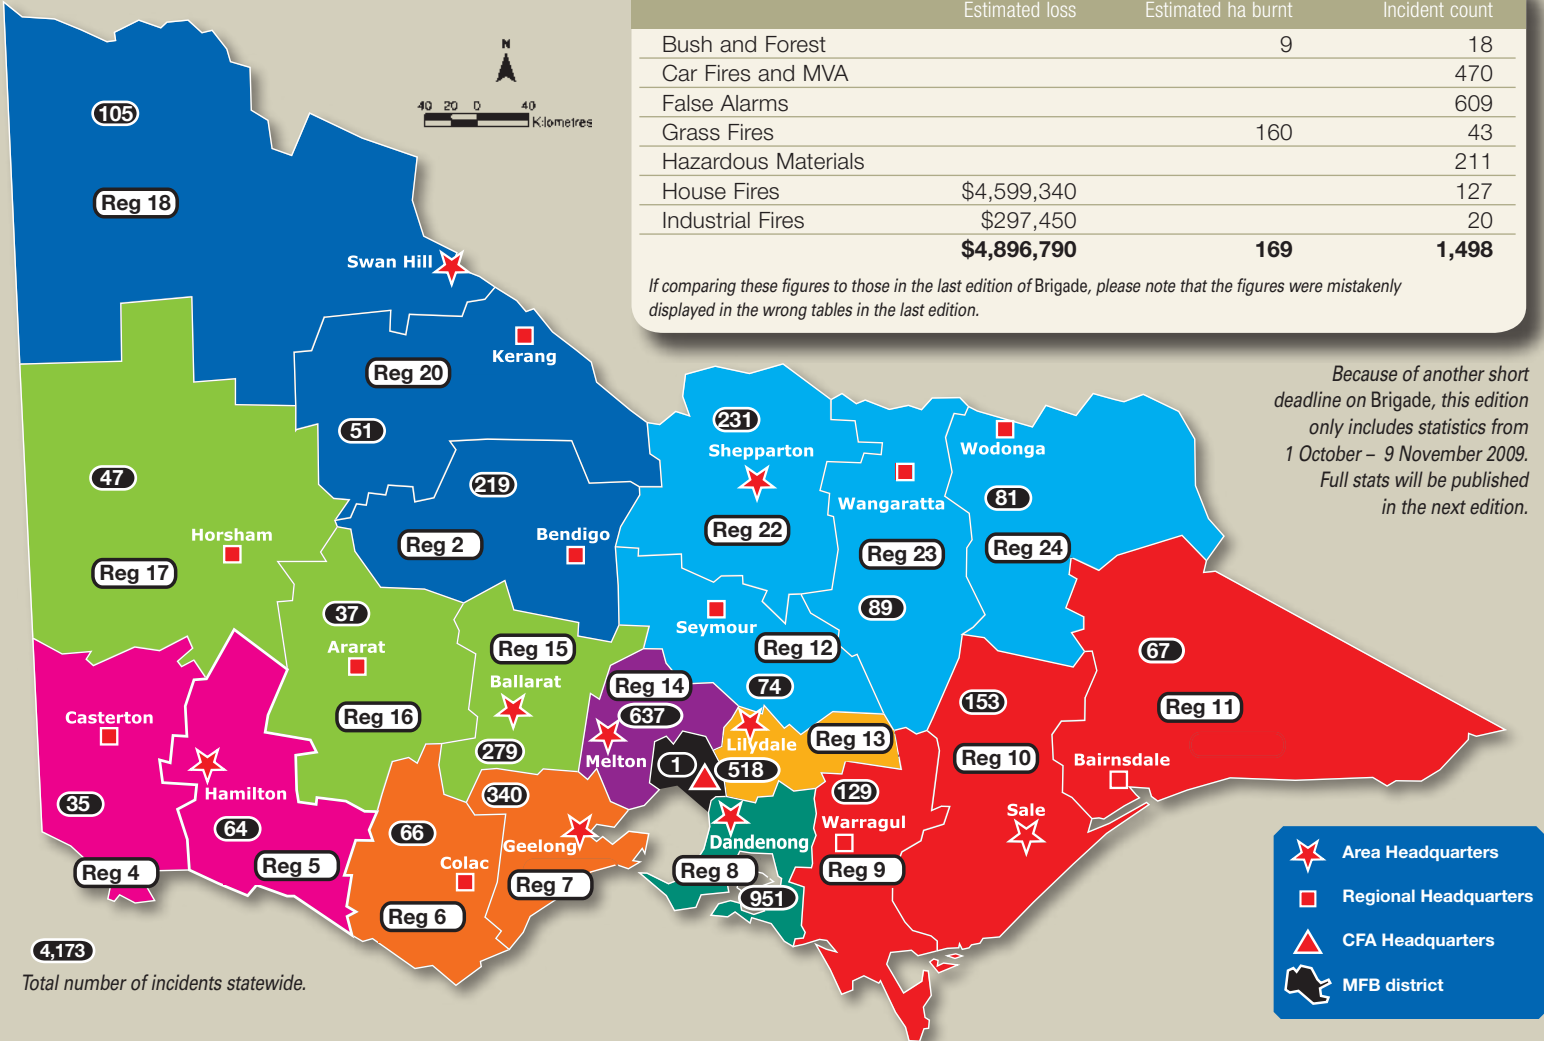 Estimated loss Estimated ha burnt Incident count
Bush and Forest 9 18
Car Fires and MVA 470
False Alarms 609
Grass Fires 160 43
Hazardous Materials 211
House Fires $4,599,340 127
Industrial Fires $297,450 20
$4,896,790 169 1,498
If comparing these figures to those in the last edition of Brigade, please note that the figures were mistakenly
displayed in the wrong tables in the last edition.
Because of another short
deadline on Brigade, this edition
only includes statistics from
1 October – 9 November 2009.
Full stats will be published
in the next edition.
N
40 20 0 40
Kilometres
105
Reg 18
Swan Hill
Kerang
Reg 20
51
47
Horsham
Reg 17
219
Reg 2
Bendigo
231
Shepparton
Reg 22
Wangaratta
Reg 23
89
Wodonga
81
Reg 24
37
Ararat
Reg 16
Reg 15
Ballarat
279
Seymour
Reg 12
74
Reg 14
637
Melton
1
Lilydale
518
Reg 13
67
Reg 11
Bairnsdale
153
Reg 10
Sale
Casterton
35
Reg 4
Hamilton
64
Reg 5
66
Colac
Reg 6
340
Geelong
Reg 7
Dandenong
Reg 8
951
129
Warragul
Reg 9
4,173
Total number of incidents statewide.
Area Headquarters
Regional Headquarters
CFA Headquarters
MFB district